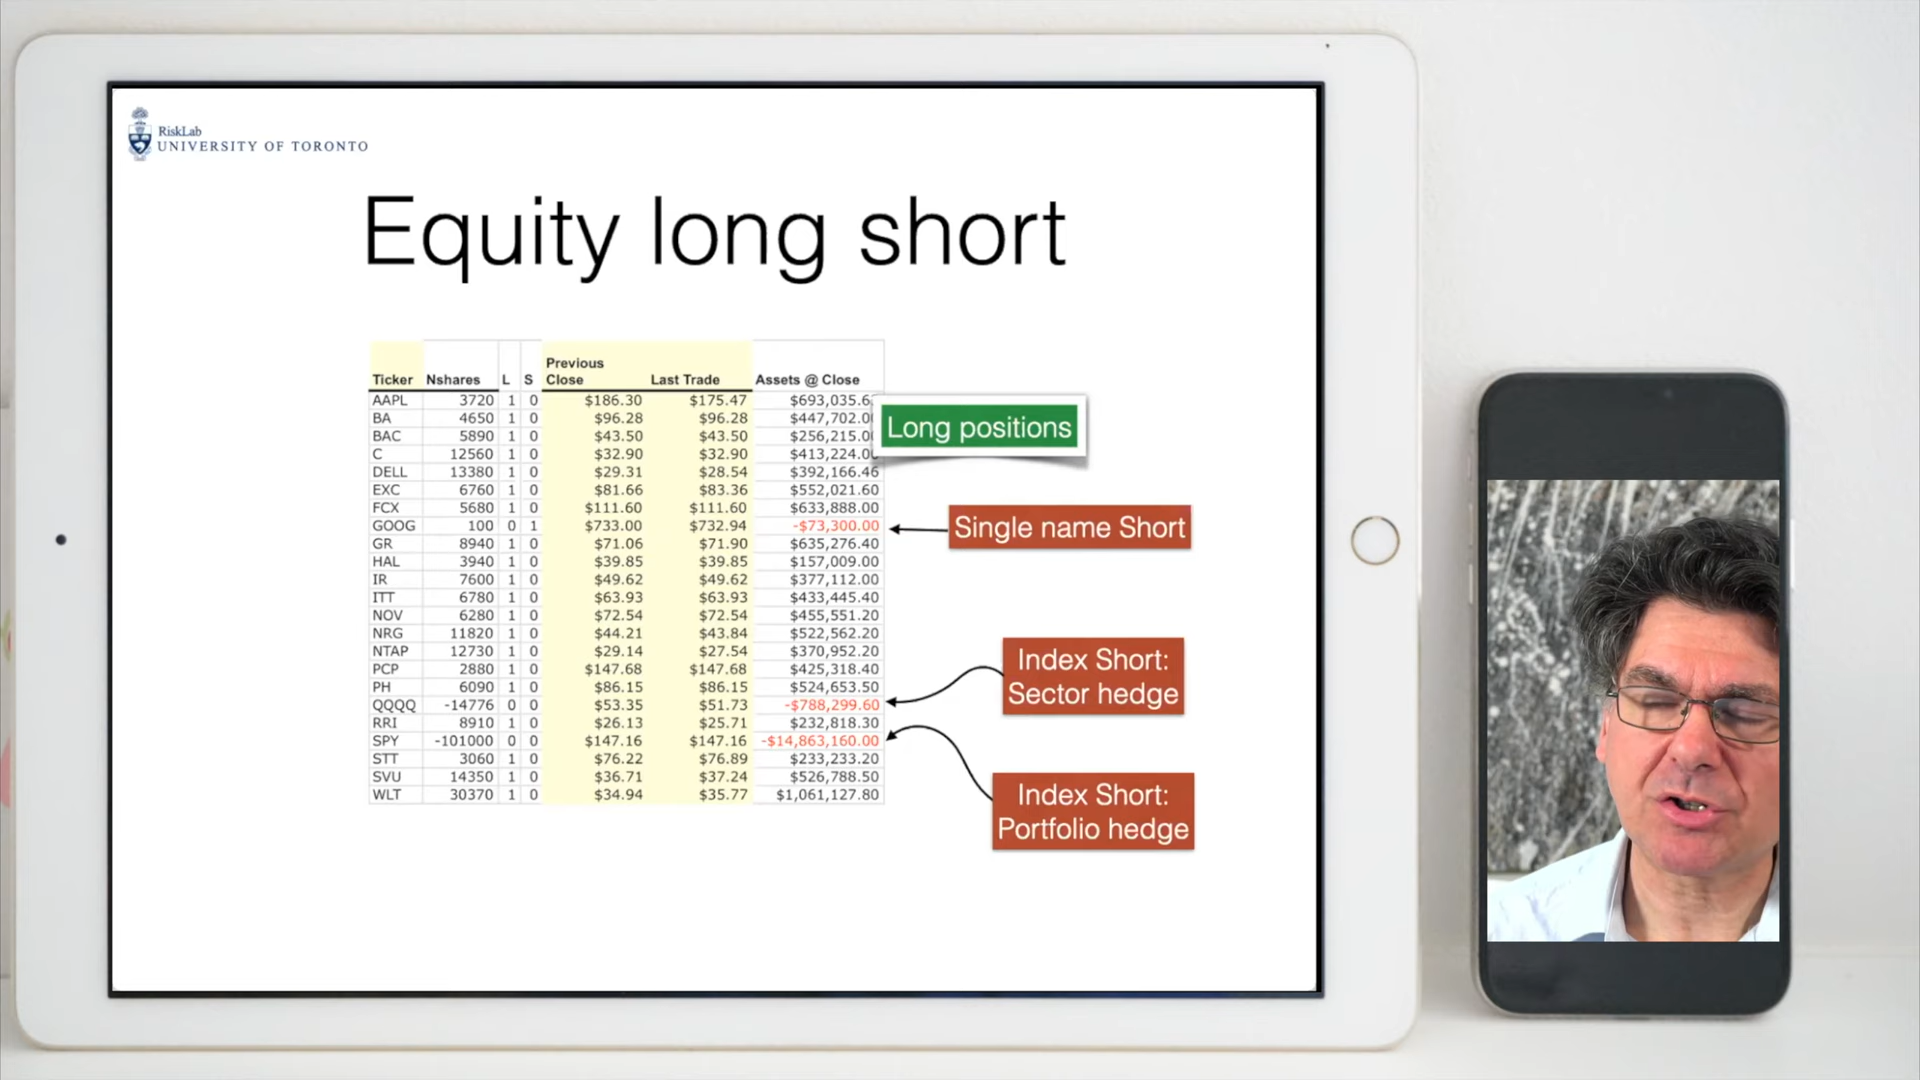 RiskLab
UNIVERSITY OF TORONTO
Equity long short
Ticker Nshares L S Previous Close Last Trade Assets @ Close
AAPL 3720 1 0 $186.30 $175.47 $693,035.6
BA 4650 1 0 $96.28 $96.28 $447,702.0
BAC 5890 1 0 $43.50 $43.50 $256,215.0
C 12560 1 0 $32.90 $32.90 $413,224.0
DELL 13380 1 0 $29.31 $28.54 $392,166.46
EXC 6760 1 0 $81.66 $83.36 $552,021.60
FCX 5680 1 0 $111.60 $111.60 $633,888.00
GOOG 100 0 1 $733.00 $732.94 -$73,300.00
GR 8940 1 0 $71.06 $71.90 $635,276.40
HAL 3940 1 0 $39.85 $39.85 $157,009.00
IR 7600 1 0 $49.62 $49.62 $377,112.00
ITT 6780 1 0 $63.93 $63.93 $433,445.40
NOV 6280 1 0 $72.54 $72.54 $455,551.20
NRG 11820 1 0 $44.21 $43.84 $522,562.20
NTAP 12730 1 0 $29.14 $27.54 $370,952.20
PCP 2880 1 0 $147.68 $147.68 $425,318.40
PH 6090 1 0 $86.15 $86.15 $524,653.50
QQQQ -14776 0 0 $53.35 $51.73 -$788,299.60
RRI 8910 1 0 $26.13 $25.71 $232,818.30
SPY -101000 0 0 $147.16 $147.16 -$14,863,160.00
STT 3060 1 0 $76.22 $76.89 $233,233.20
SVU 14350 1 0 $36.71 $37.24 $526,788.50
WLT 30370 1 0 $34.94 $35.77 $1,061,127.80
Long positions
Single name Short
Index Short:
Sector hedge
Index Short:
Portfolio hedge